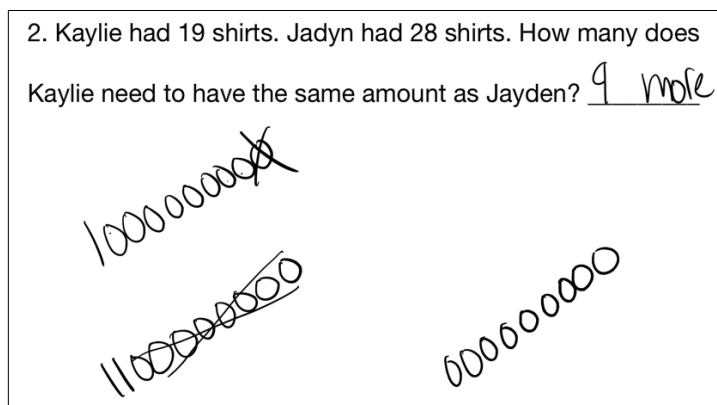 2. Kaylie had 19 shirts. Jadyn had 28 shirts. How many does
Kaylie need to have the same amount as Jayden? 9 more